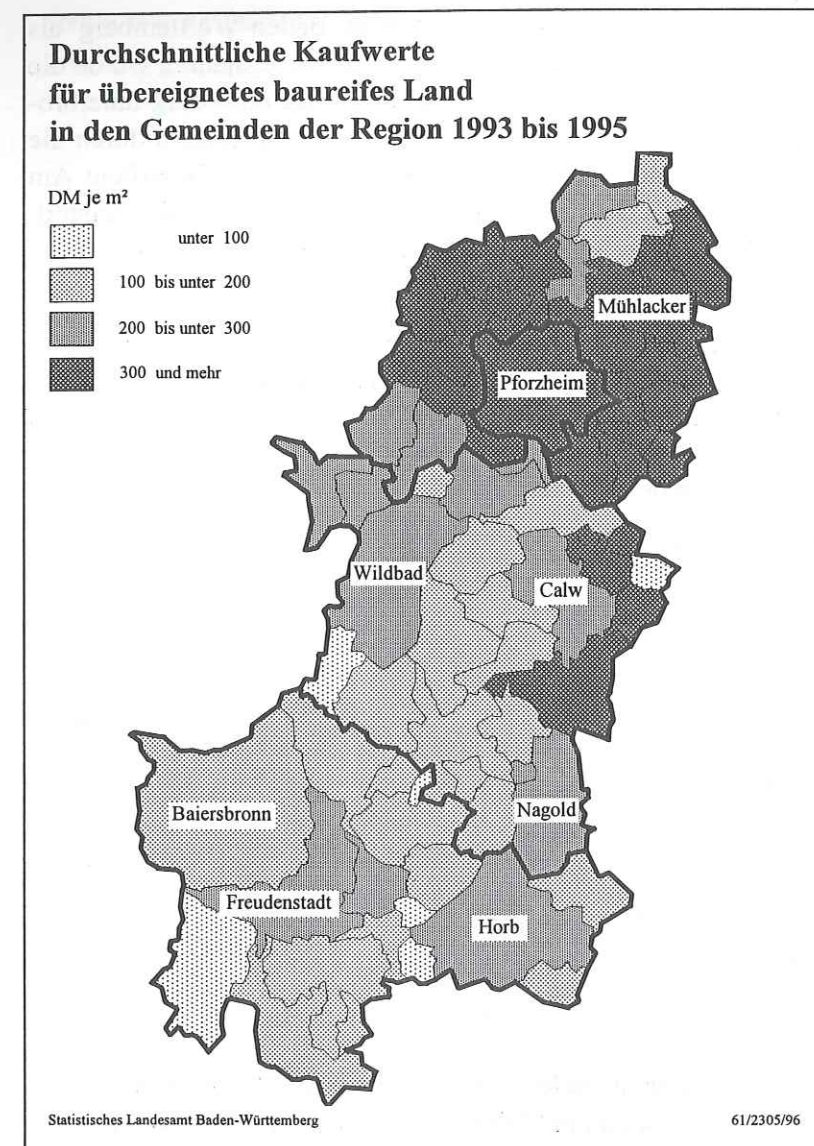 Durchschnittliche Kaufwerte
für übereignetes baureifes Land
in den Gemeinden der Region 1993 bis 1995
DM je m²
unter 100
100 bis unter 200
200 bis unter 300
300 und mehr
Mühlacker
Pforzheim
Wildbad
Calw
Baiersbronn
Nagold
Freudenstadt
Horb
Statistisches Landesamt Baden-Württemberg
61/2305/96